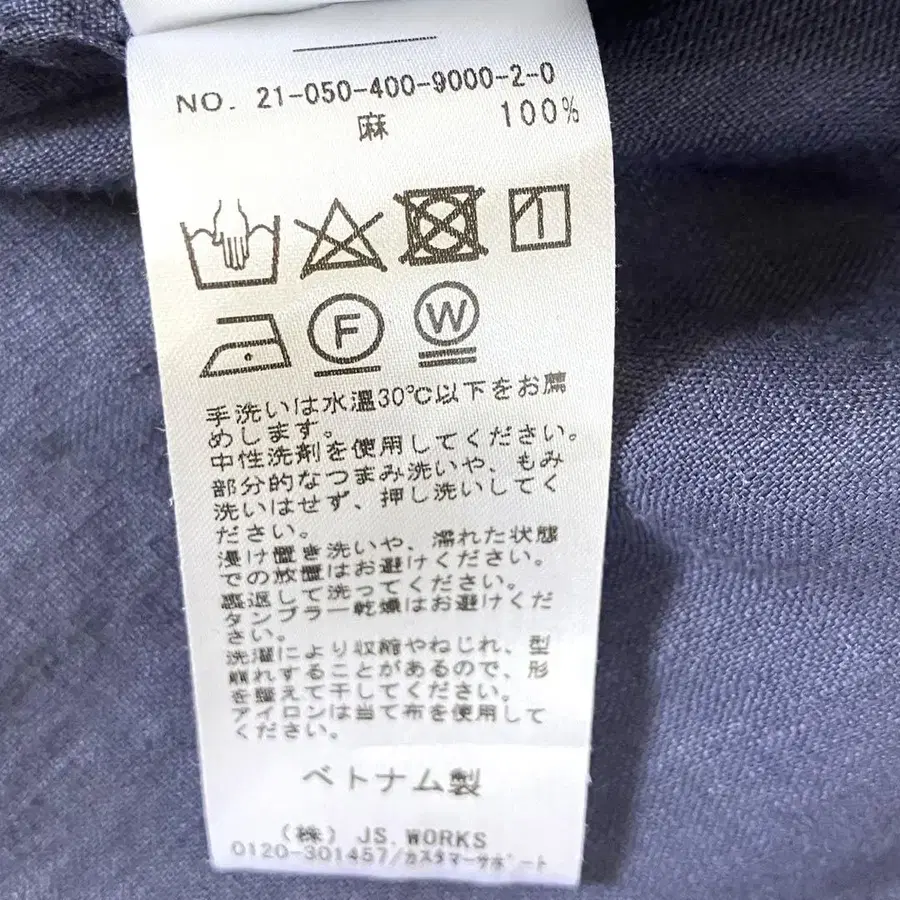 NO. 21-050-400-9000-2-0
麻 100%
F W
手洗いは水温30℃以下をお薦
めします。
中性洗剤を使用してください。
部分的なつまみ洗いや、もみ
洗いはせず、押し洗いしてく
ださい。
浸け置き洗いや、濡れた状態
での放置はお避けください。
裏返して洗ってください。
タンブラー乾燥はお避けくだ
さい。
洗濯により収縮やねじれ、型
崩れすることがあるので、形
を整えて干してください。
アイロンは当て布を使用して
ください。
ベトナム製
(株) JS.WORKS
0120-301457/カスタマーサポート